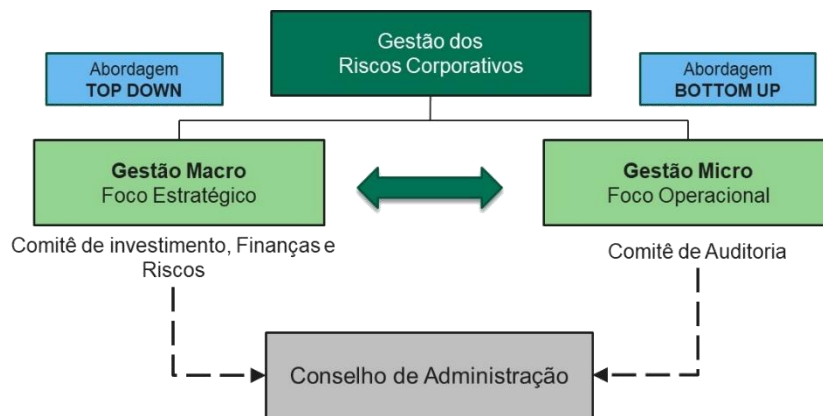 Gestão dos
Riscos Corporativos
Abordagem
TOP DOWN
Abordagem
BOTTOM UP
Gestão Macro
Foco Estratégico
Gestão Micro
Foco Operacional
Comitê de investimento, Finanças e
Riscos
Comitê de Auditoria
Conselho de Administração